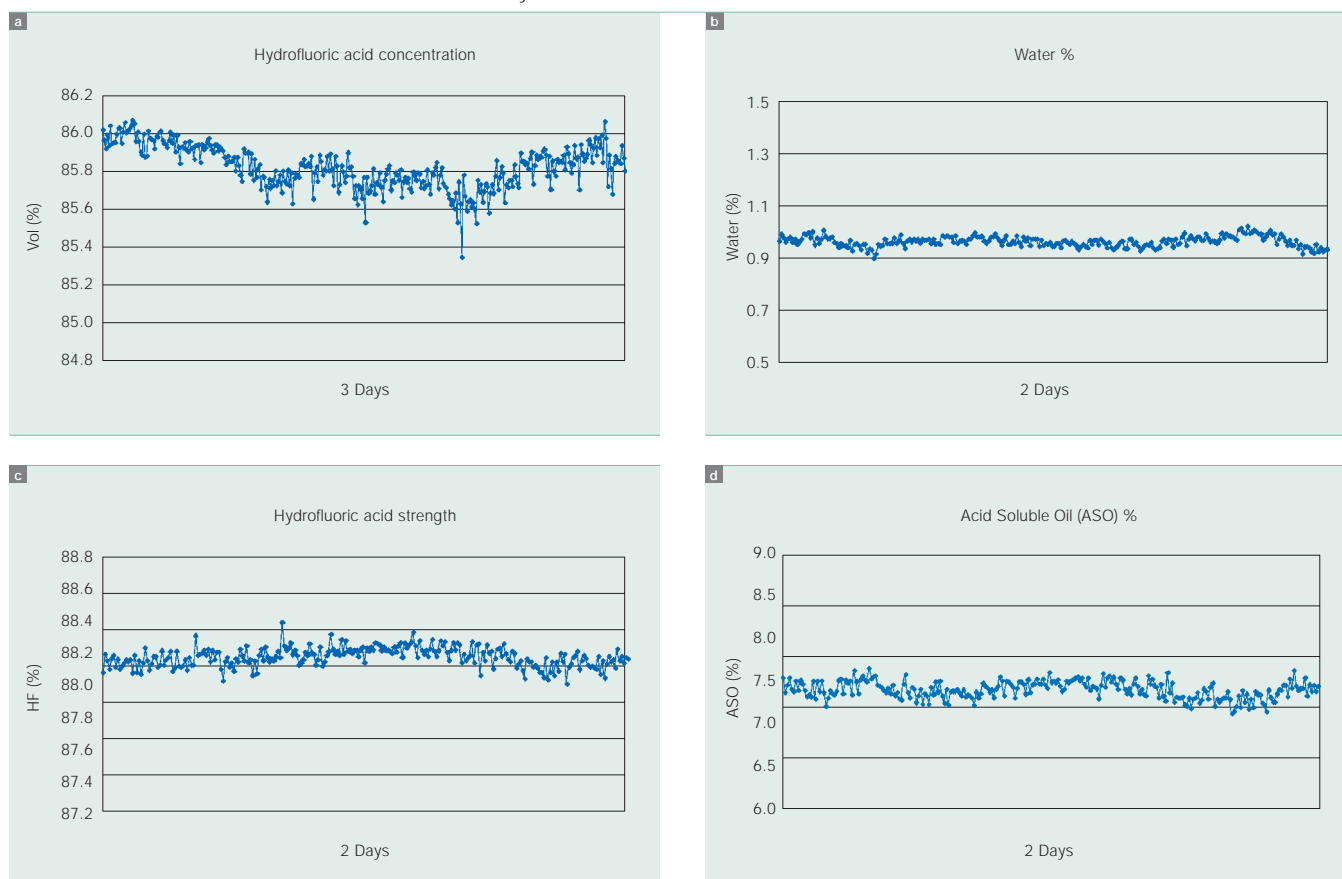 a
Hydrofluoric acid concentration
86.2
86.0
85.8
85.6
85.4
85.2
85.0
84.8
Vol (%)
3 Days
b
Water %
1.5
1.3
1.1
0.9
0.7
0.5
Water (%)
2 Days
c
Hydrofluoric acid strength
88.8
88.6
88.4
88.2
88.0
87.8
87.6
87.4
87.2
HF (%)
2 Days
d
Acid Soluble Oil (ASO) %
9.0
8.5
8.0
7.5
7.0
6.5
6.0
ASO (%)
2 Days